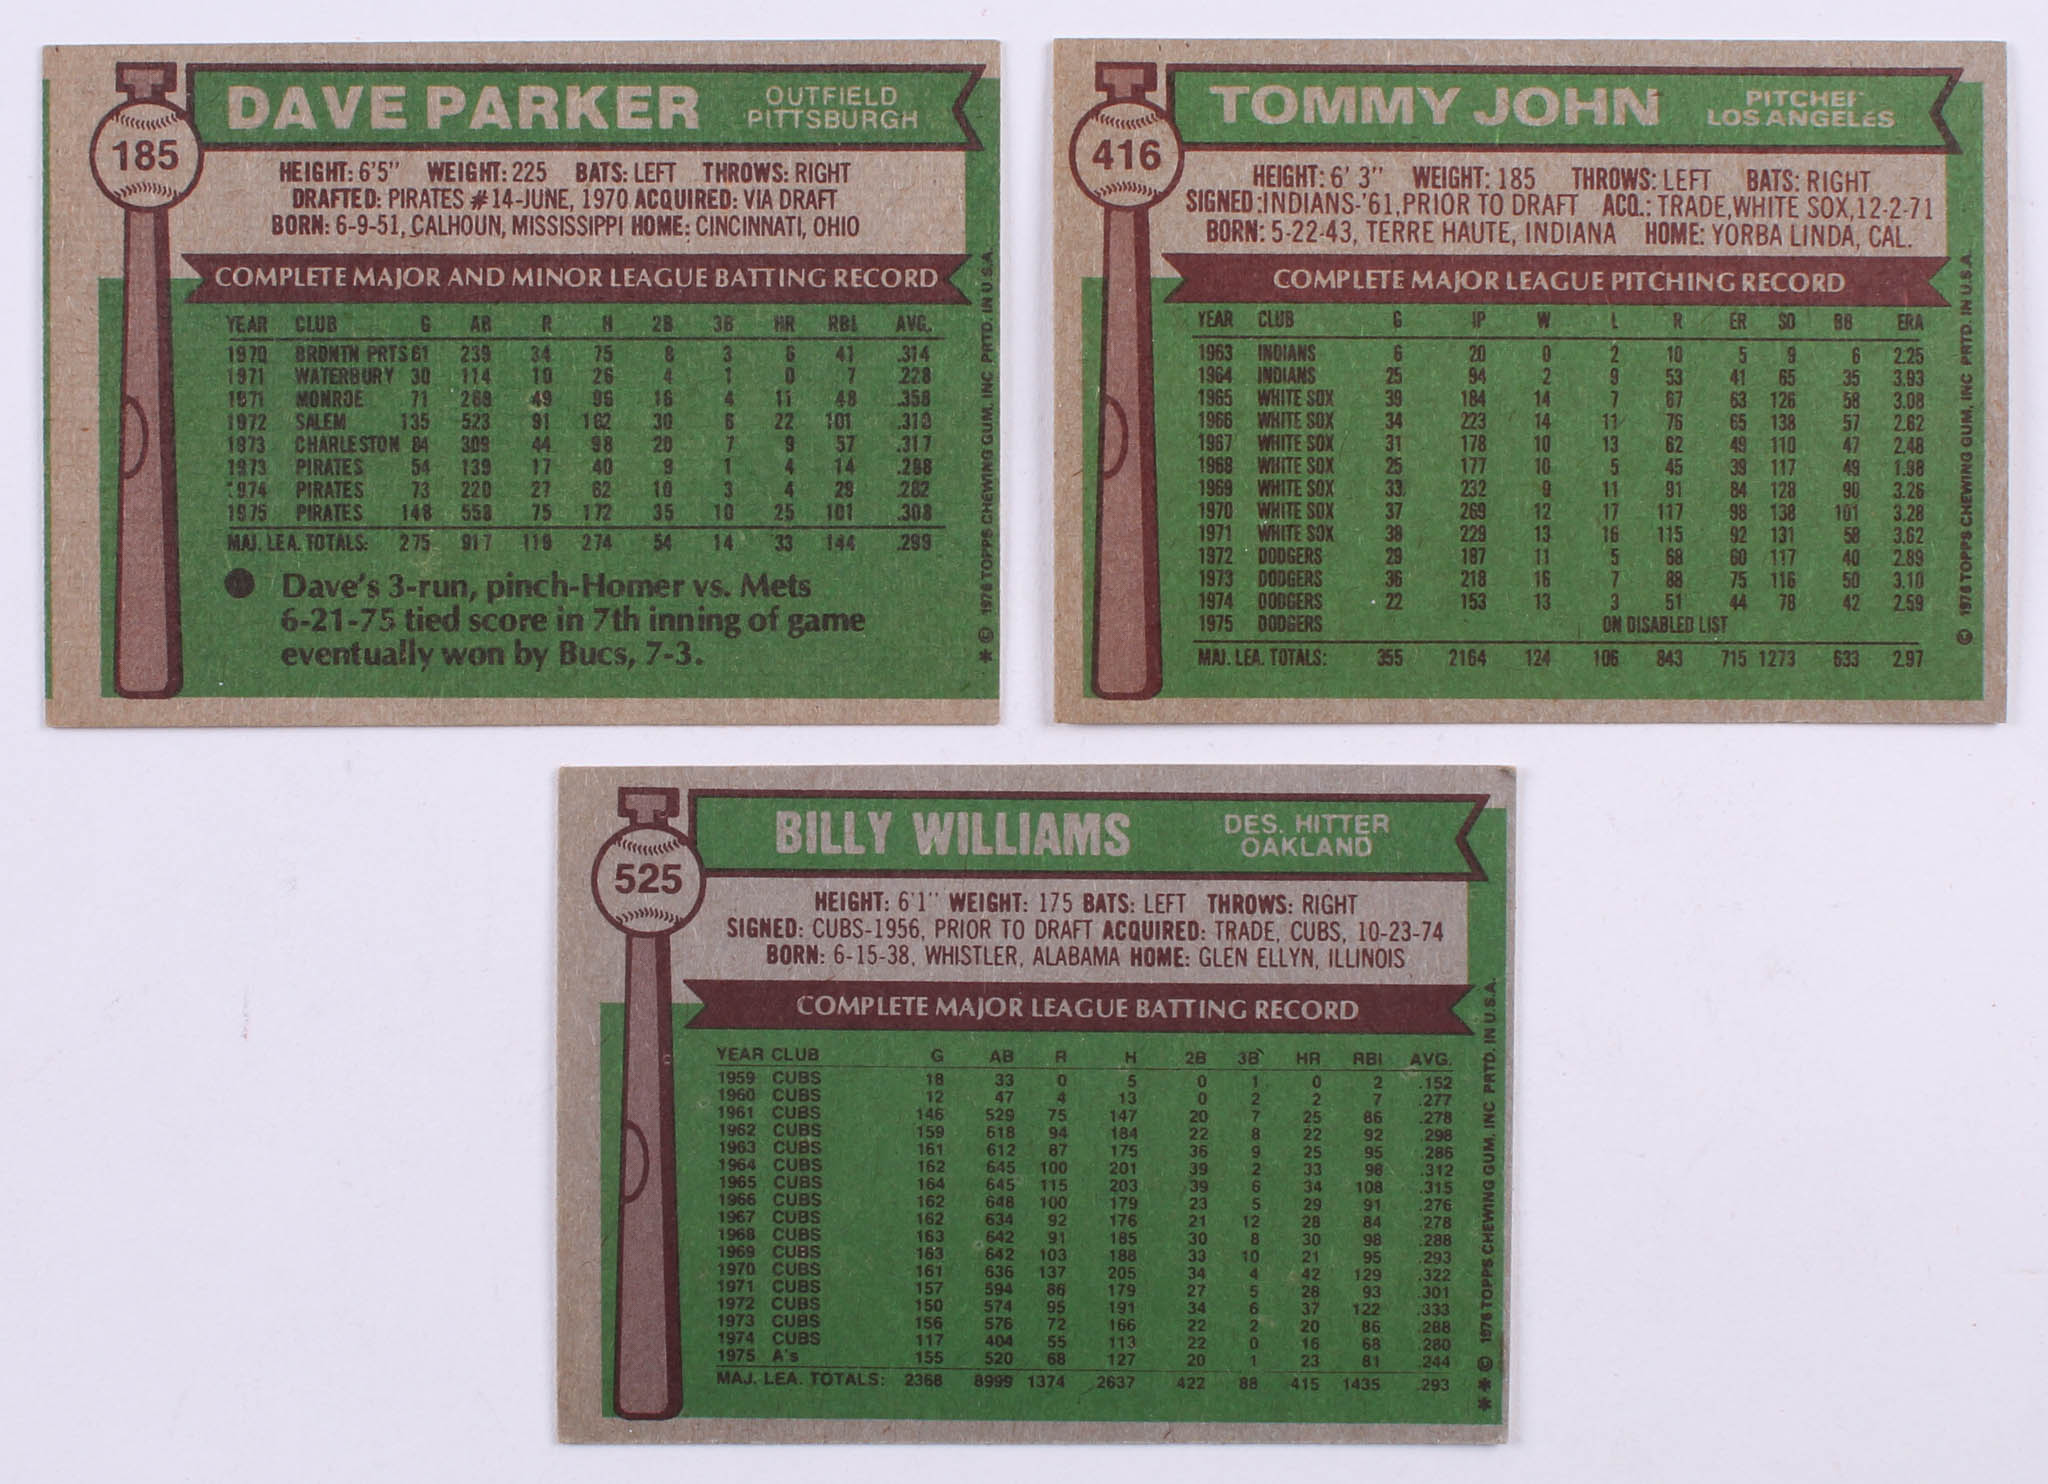 185
DAVE PARKER
OUTFIELD
PITTSBURGH
HEIGHT: 6'5" WEIGHT: 225 BATS: LEFT THROWS: RIGHT
DRAFTED: PIRATES #14-JUNE, 1970 ACQUIRED: VIA DRAFT
BORN: 6-9-51, CALHOUN, MISSISSIPPI HOME: CINCINNATI, OHIO
COMPLETE MAJOR AND MINOR LEAGUE BATTING RECORD
YEAR CLUB G AB R H 2B 3B HR RBI AVG.
1970 BRDNTN PRTS 61 239 34 75 8 3 6 41 .314
1971 WATERBURY 30 114 10 26 4 1 0 7 .228
1971 MONROE 71 268 49 96 16 4 11 48 .358
1972 SALEM 135 523 91 162 30 6 22 101 .310
1973 CHARLESTON 84 309 44 98 20 7 9 57 .317
1973 PIRATES 54 139 17 40 9 1 4 14 .288
1974 PIRATES 73 220 27 62 10 3 4 29 .282
1975 PIRATES 148 558 75 172 35 10 25 101 .308
MAJ. LEA. TOTALS: 275 917 119 274 54 14 33 144 .299
Dave's 3-run, pinch-Homer vs. Mets
6-21-75 tied score in 7th inning of game
eventually won by Bucs, 7-3.
* © 1976 TOPPS CHEWING GUM, INC PRTD. IN U.S.A.
416
TOMMY JOHN
PITCHER
LOS ANGELES
HEIGHT: 6' 3" WEIGHT: 185 THROWS: LEFT BATS: RIGHT
SIGNED: INDIANS-'61, PRIOR TO DRAFT ACQ.: TRADE, WHITE SOX, 12-2-71
BORN: 5-22-43, TERRE HAUTE, INDIANA HOME: YORBA LINDA, CAL.
COMPLETE MAJOR LEAGUE PITCHING RECORD
YEAR CLUB G IP W L R ER SO BB ERA
1963 INDIANS 6 20 0 2 10 5 9 6 2.25
1964 INDIANS 25 94 2 9 53 41 65 35 3.93
1965 WHITE SOX 39 184 14 7 67 63 126 58 3.08
1966 WHITE SOX 34 223 14 11 76 65 138 57 2.62
1967 WHITE SOX 31 178 10 13 62 49 110 47 2.48
1968 WHITE SOX 25 177 10 5 45 39 117 49 1.98
1969 WHITE SOX 33 232 9 11 91 84 128 90 3.26
1970 WHITE SOX 37 269 12 17 117 98 138 101 3.28
1971 WHITE SOX 38 229 13 16 115 92 131 58 3.62
1972 DODGERS 29 187 11 5 68 60 117 40 2.89
1973 DODGERS 36 218 16 7 88 75 116 50 3.10
1974 DODGERS 22 153 13 3 51 44 78 42 2.59
1975 DODGERS ON DISABLED LIST
MAJ. LEA. TOTALS: 355 2164 124 106 843 715 1273 633 2.97
© 1976 TOPPS CHEWING GUM, INC PRTD. IN U.S.A.
525
BILLY WILLIAMS
DES. HITTER
OAKLAND
HEIGHT: 6'1" WEIGHT: 175 BATS: LEFT THROWS: RIGHT
SIGNED: CUBS-1956, PRIOR TO DRAFT ACQUIRED: TRADE, CUBS, 10-23-74
BORN: 6-15-38, WHISTLER, ALABAMA HOME: GLEN ELLYN, ILLINOIS
COMPLETE MAJOR LEAGUE BATTING RECORD
YEAR CLUB G AB R H 2B 3B HR RBI AVG.
1959 CUBS 18 33 0 5 0 1 0 2 .152
1960 CUBS 12 47 4 13 0 2 2 7 .277
1961 CUBS 146 529 75 147 20 7 25 86 .278
1962 CUBS 159 618 94 184 22 8 22 92 .298
1963 CUBS 161 612 87 175 36 9 25 95 .286
1964 CUBS 162 645 100 201 39 2 33 98 .312
1965 CUBS 164 645 115 203 39 6 34 108 .315
1966 CUBS 162 648 100 179 23 5 29 91 .276
1967 CUBS 162 634 92 176 21 12 28 84 .278
1968 CUBS 163 642 91 185 30 8 30 98 .288
1969 CUBS 163 642 103 188 33 10 21 95 .293
1970 CUBS 161 636 137 205 34 4 42 129 .322
1971 CUBS 157 594 86 179 27 5 28 93 .301
1972 CUBS 150 574 95 191 34 6 37 122 .333
1973 CUBS 156 576 72 166 22 2 20 86 .288
1974 CUBS 117 404 55 113 22 0 16 68 .280
1975 A's 155 520 68 127 20 1 23 81 .244
MAJ. LEA. TOTALS: 2368 8999 1374 2637 422 88 415 1435 .293
** © 1976 TOPPS CHEWING GUM, INC PRTD. IN U.S.A.